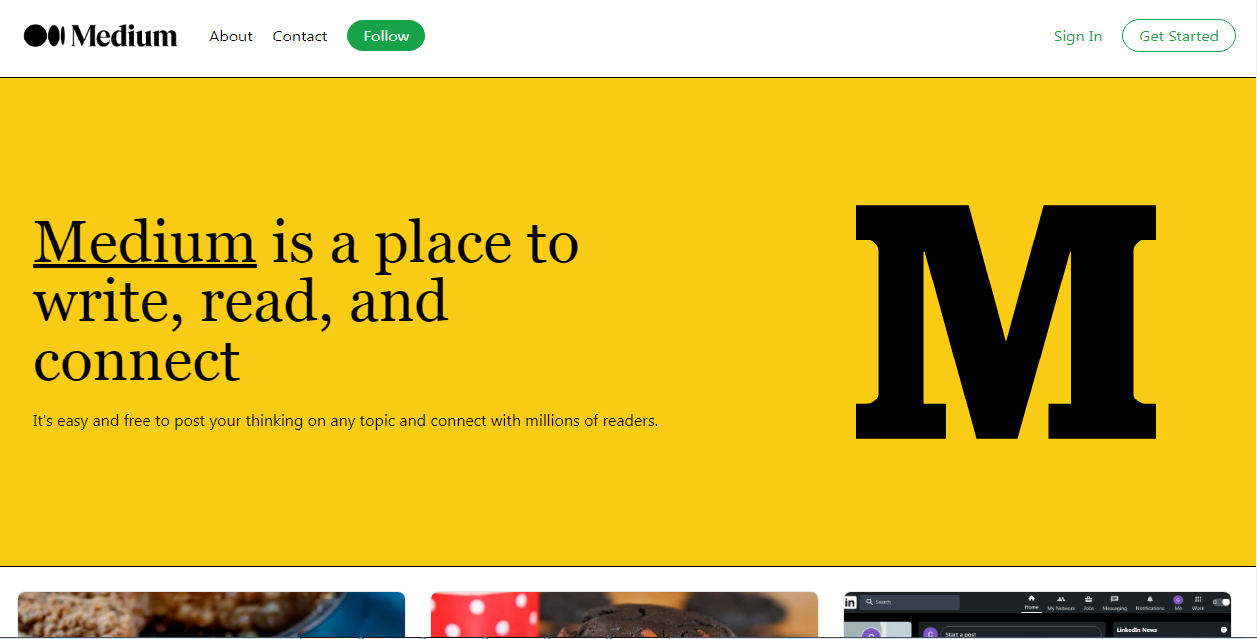 Medium
About
Contact
Follow
Sign In
Get Started
Medium is a place to
write, read, and
connect
It's easy and free to post your thinking on any topic and connect with millions of readers.
M
in
Search
Home
My Network
Jobs
Messaging
Notifications
Me
Work
C
Start a post
LinkedIn News